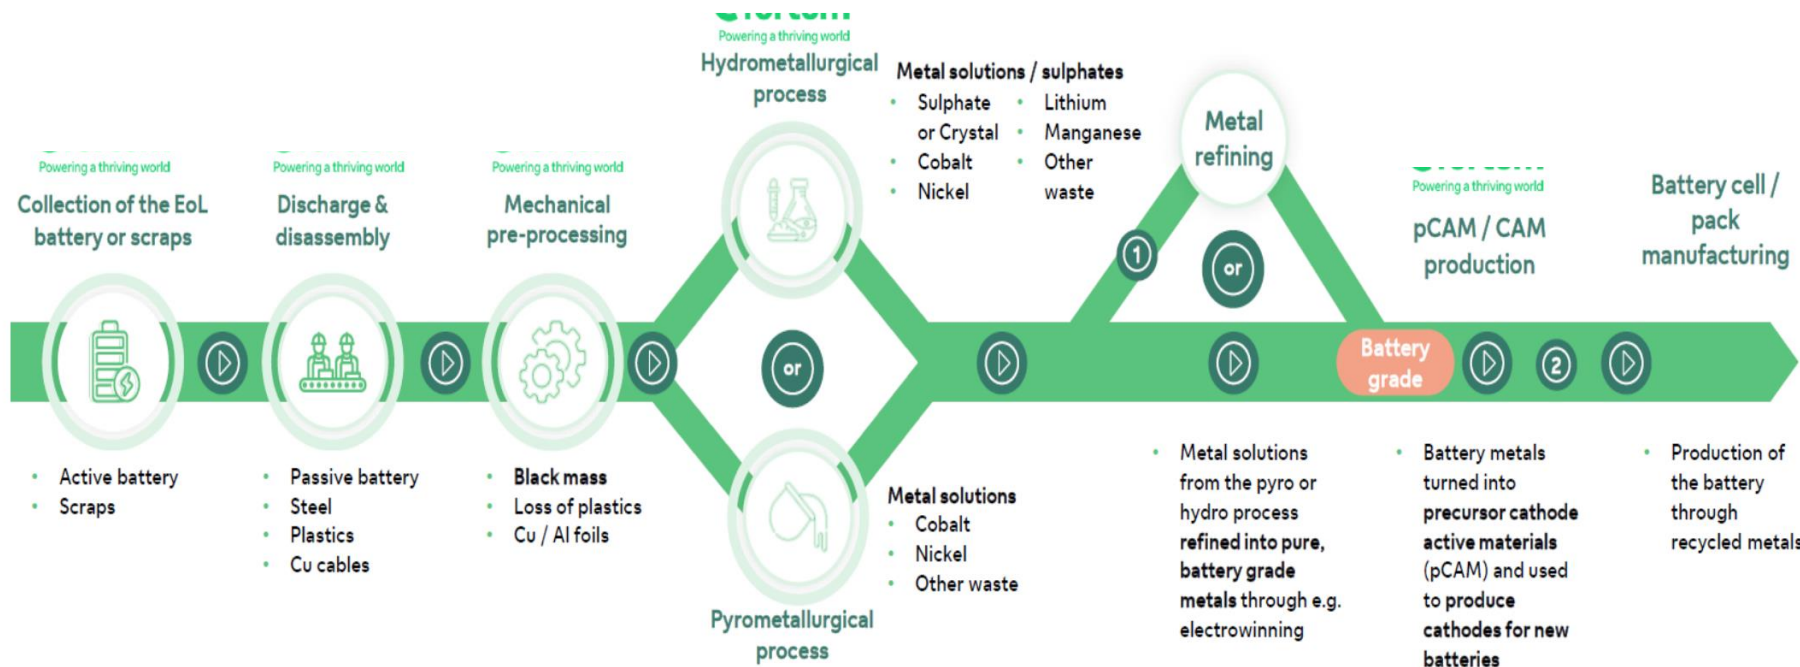 Powering a thriving world
Collection of the EoL
battery or scraps
• Active battery
• Scraps
Powering a thriving world
Discharge &
disassembly
• Passive battery
• Steel
• Plastics
• Cu cables
Powering a thriving world
Mechanical
pre-processing
• Black mass
• Loss of plastics
• Cu / Al foils
Powering a thriving world
Hydrometallurgical
process
Metal solutions / sulphates
• Sulphate
or Crystal
• Cobalt
• Nickel
• Lithium
• Manganese
• Other
waste
or
Pyrometallurgical
process
Metal solutions
• Cobalt
• Nickel
• Other waste
Metal
refining
1
or
• Metal solutions
from the pyro or
hydro process
refined into pure,
battery grade
metals through e.g.
electrowinning
Battery
grade
Powering a thriving world
pCAM / CAM
production
2
• Battery metals
turned into
precursor cathode
active materials
(pCAM) and used
to produce
cathodes for new
batteries
Battery cell /
pack
manufacturing
• Production of
the battery
through
recycled metals